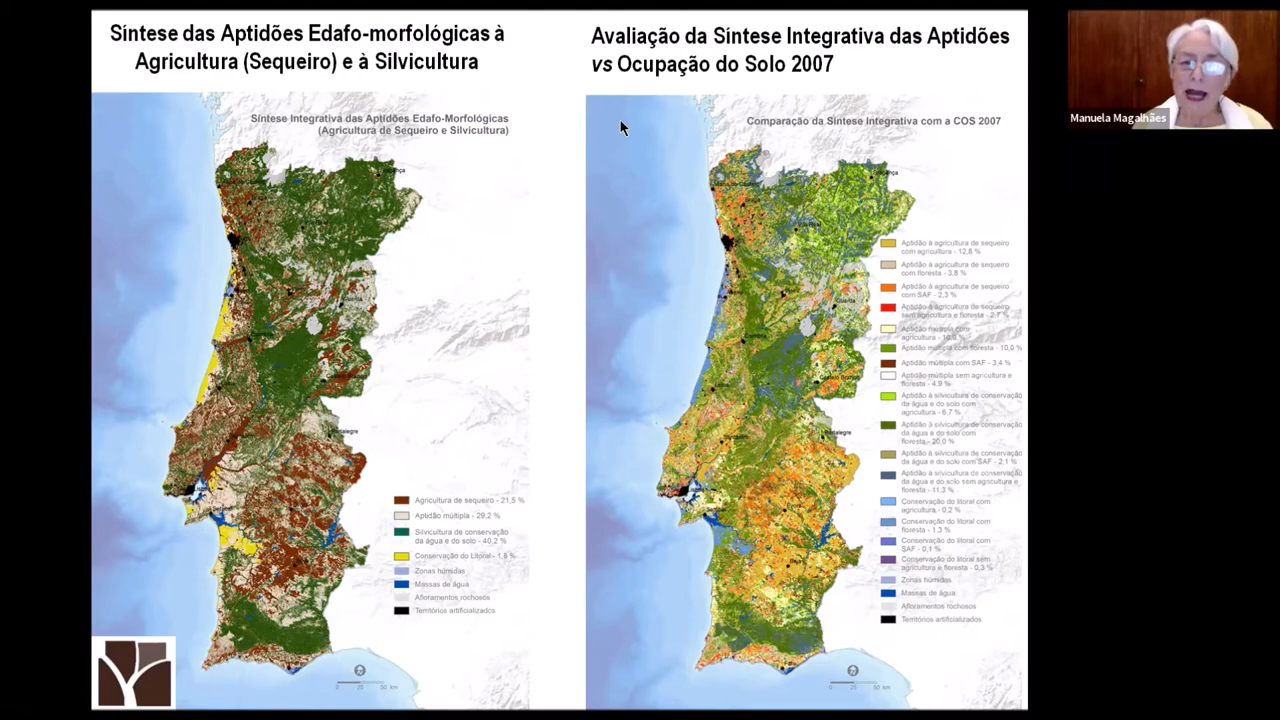 Síntese das Aptidões Edafo-morfológicas à
Agricultura (Sequeiro) e à Silvicultura
Síntese Integrativa das Aptidões Edafo-Morfológicas
(Agricultura de Sequeiro e Silvicultura)
Agricultura de sequeiro - 21,5 %
Aptidão múltipla - 29,2 %
Silvicultura de conservação
da água e do solo - 40,2 %
Conservação do Litoral - 1,8 %
Zonas húmidas
Massas de água
Afloramentos rochosos
Territórios artificializados
0 25 50 km
Avaliação da Síntese Integrativa das Aptidões
vs Ocupação do Solo 2007
Comparação da Síntese Integrativa com a COS 2007
Aptidão à agricultura de sequeiro
com agricultura - 12,8 %
Aptidão à agricultura de sequeiro
com floresta - 3,8 %
Aptidão à agricultura de sequeiro
com SAF - 2,3 %
Aptidão à agricultura de sequeiro
sem agricultura e floresta - 2,7 %
Aptidão múltipla com
agricultura - 10,9 %
Aptidão múltipla com floresta - 10,0 %
Aptidão múltipla com SAF - 3,4 %
Aptidão múltipla sem agricultura e
floresta - 4,9 %
Aptidão à silvicultura de conservação
da água e do solo com
agricultura - 6,7 %
Aptidão à silvicultura de conservação
da água e do solo com
floresta - 20,0 %
Aptidão à silvicultura de conservação
da água e do solo com SAF - 2,1 %
Aptidão à silvicultura de conservação
da água e do solo sem agricultura e
floresta - 11,3 %
Conservação do litoral com
agricultura - 0,2 %
Conservação do litoral com
floresta - 1,3 %
Conservação do litoral com
SAF - 0,1 %
Conservação do litoral sem
agricultura e floresta - 0,3 %
Zonas húmidas
Massas de água
Afloramentos rochosos
Territórios artificializados
0 25 50 km
Manuela Magalhães